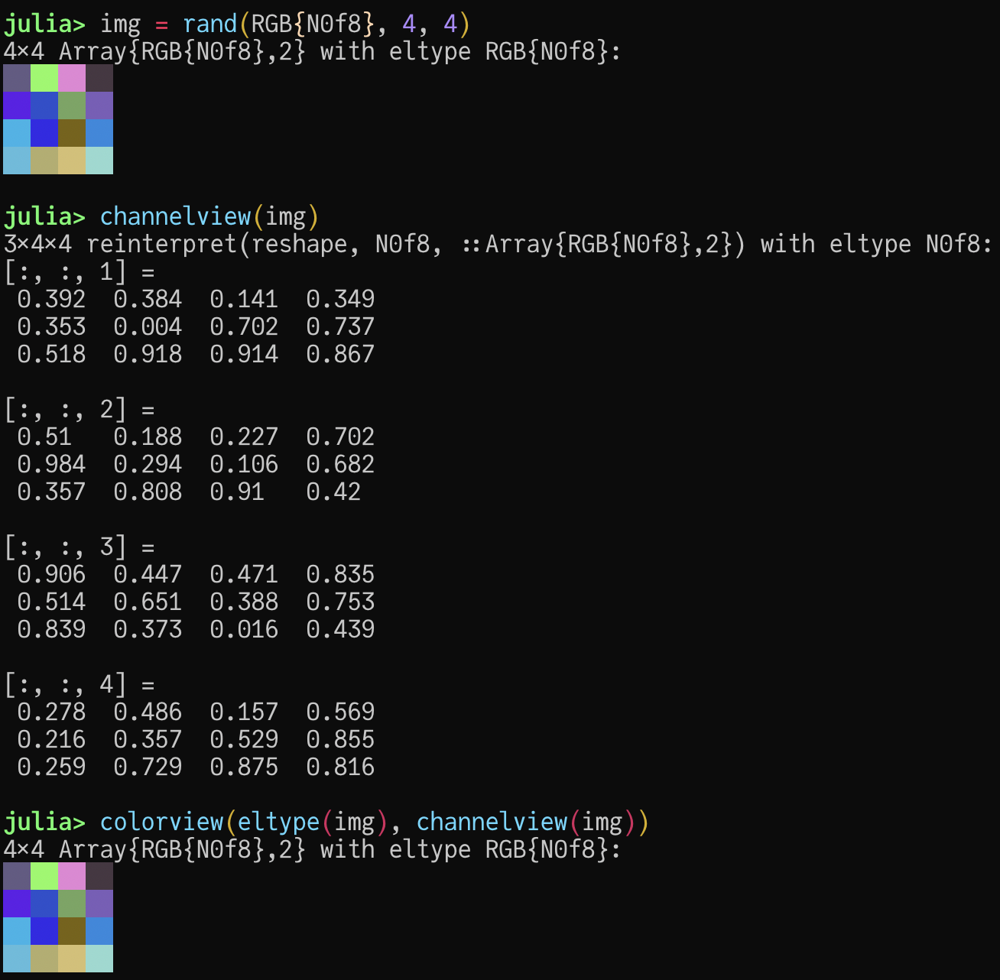 julia> img = rand(RGB{N0f8}, 4, 4)
4×4 Array{RGB{N0f8},2} with eltype RGB{N0f8}:
julia> channelview(img)
3×4×4 reinterpret(reshape, N0f8, ::Array{RGB{N0f8},2}) with eltype N0f8:
[:, :, 1] =
 0.392  0.384  0.141  0.349
 0.353  0.004  0.702  0.737
 0.518  0.918  0.914  0.867
[:, :, 2] =
 0.51   0.188  0.227  0.702
 0.984  0.294  0.106  0.682
 0.357  0.808  0.91   0.42
[:, :, 3] =
 0.906  0.447  0.471  0.835
 0.514  0.651  0.388  0.753
 0.839  0.373  0.016  0.439
[:, :, 4] =
 0.278  0.486  0.157  0.569
 0.216  0.357  0.529  0.855
 0.259  0.729  0.875  0.816
julia> colorview(eltype(img), channelview(img))
4×4 Array{RGB{N0f8},2} with eltype RGB{N0f8}: